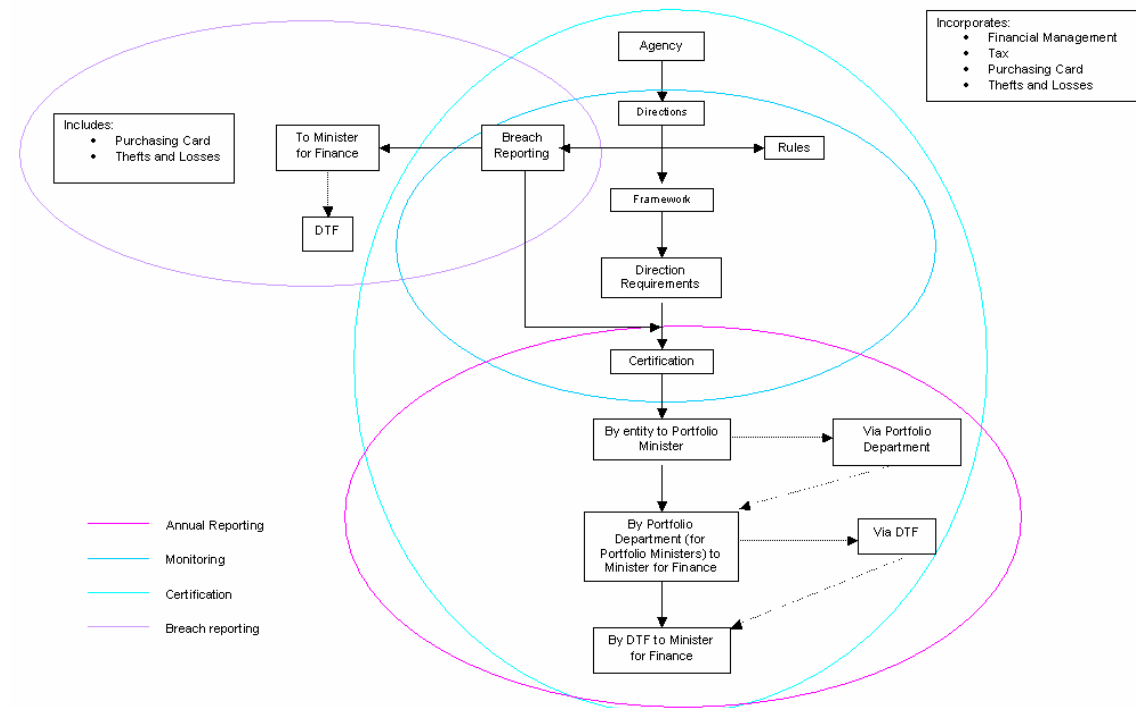 Incorporates:
• Financial Management
• Tax
• Purchasing Card
• Thefts and Losses
Agency
Directions
Includes:
• Purchasing Card
• Thefts and Losses
To Minister
for Finance
Breach
Reporting
Rules
Framework
DTF
Direction
Requirements
Certification
By entity to Portfolio
Minister
Via Portfolio
Department
By Portfolio
Department (for
Portfolio Ministers) to
Minister for Finance
Via DTF
By DTF to Minister
for Finance
Annual Reporting
Monitoring
Certification
Breach reporting